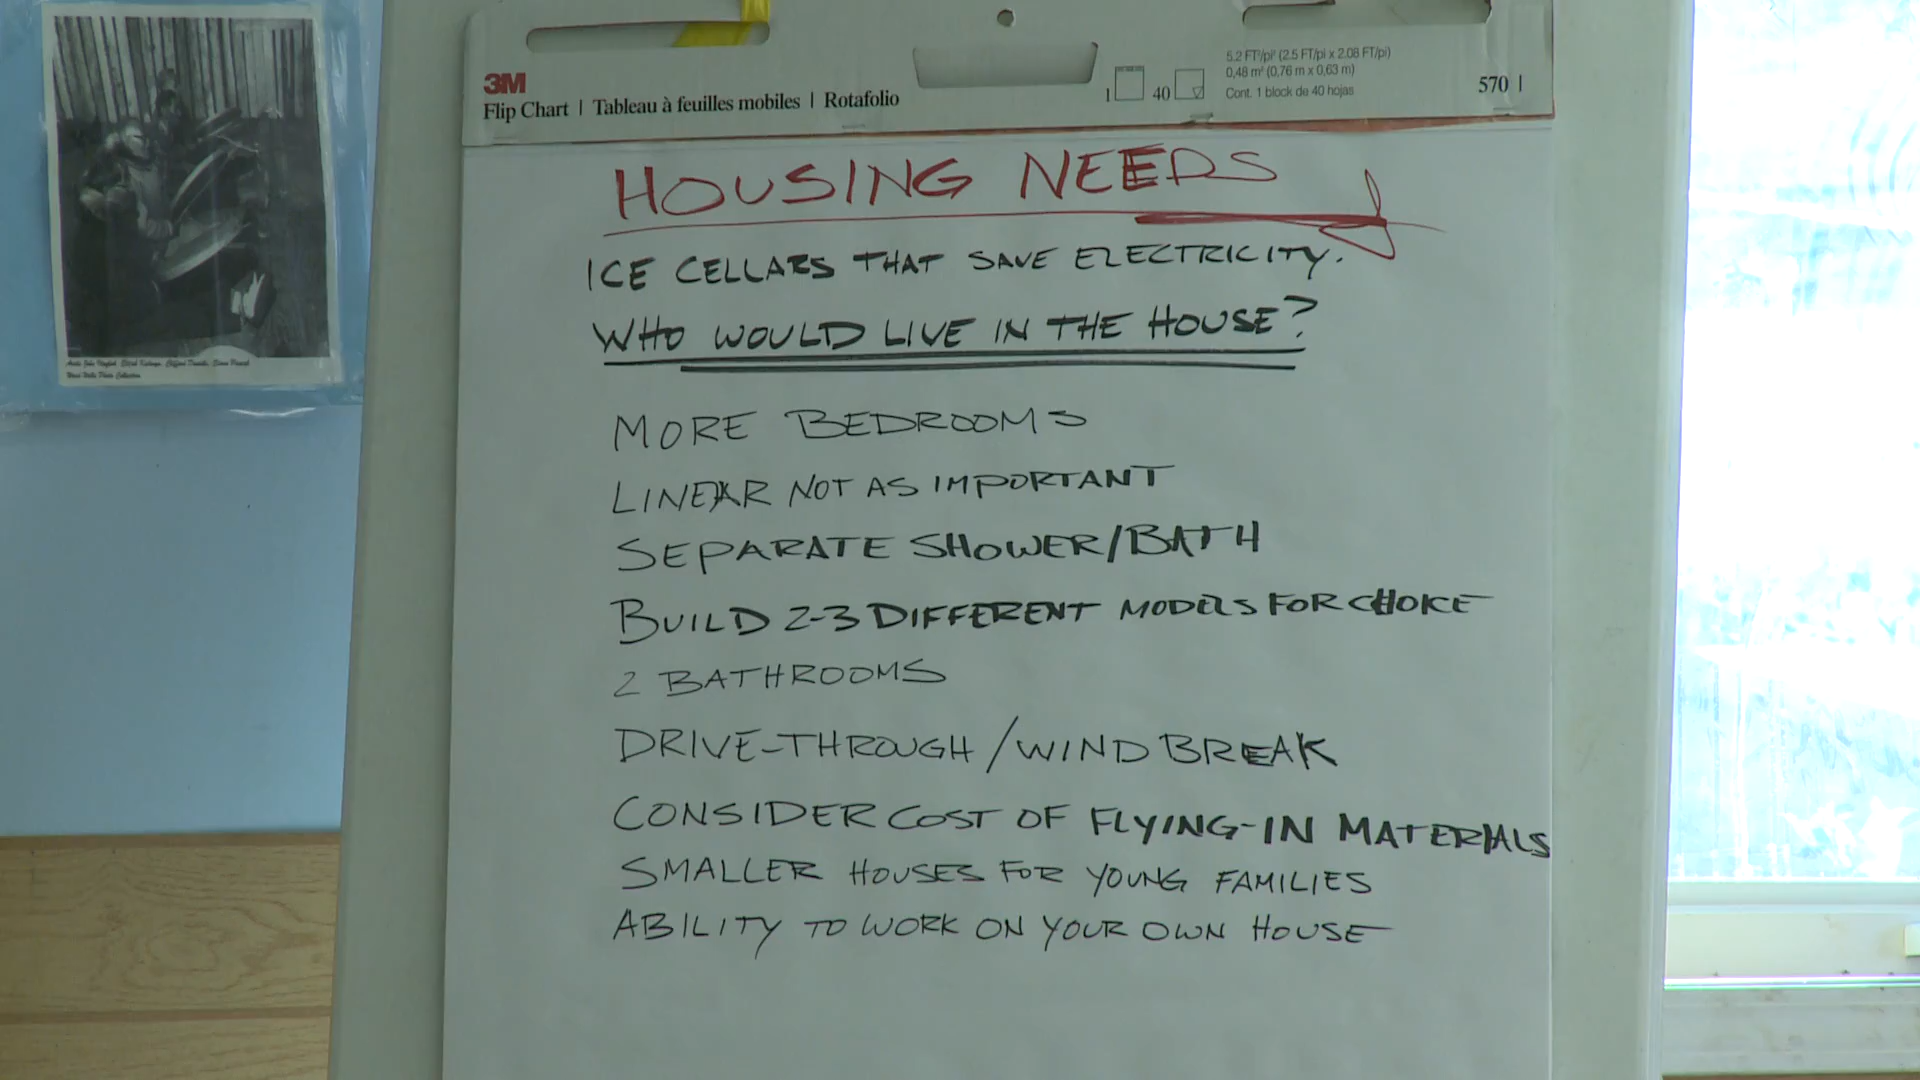 3M
Flip Chart | Tableau à feuilles mobiles | Rotafolio
1 40
5.2 FT²/pi² (2.5 FT/pi x 2.08 FT/pi)
0,48 m² (0,76 m x 0,63 m)
Cont. 1 block de 40 hojas
570
HOUSING NEEDS
ICE CELLARS THAT SAVE ELECTRICITY.
WHO WOULD LIVE IN THE HOUSE?
MORE BEDROOMS
LINEAR NOT AS IMPORTANT
SEPARATE SHOWER/BATH
BUILD 2-3 DIFFERENT MODELS FOR CHOICE
2 BATHROOMS
DRIVE-THROUGH/WIND BREAK
CONSIDER COST OF FLYING-IN MATERIALS
SMALLER HOUSES FOR YOUNG FAMILIES
ABILITY TO WORK ON YOUR OWN HOUSE